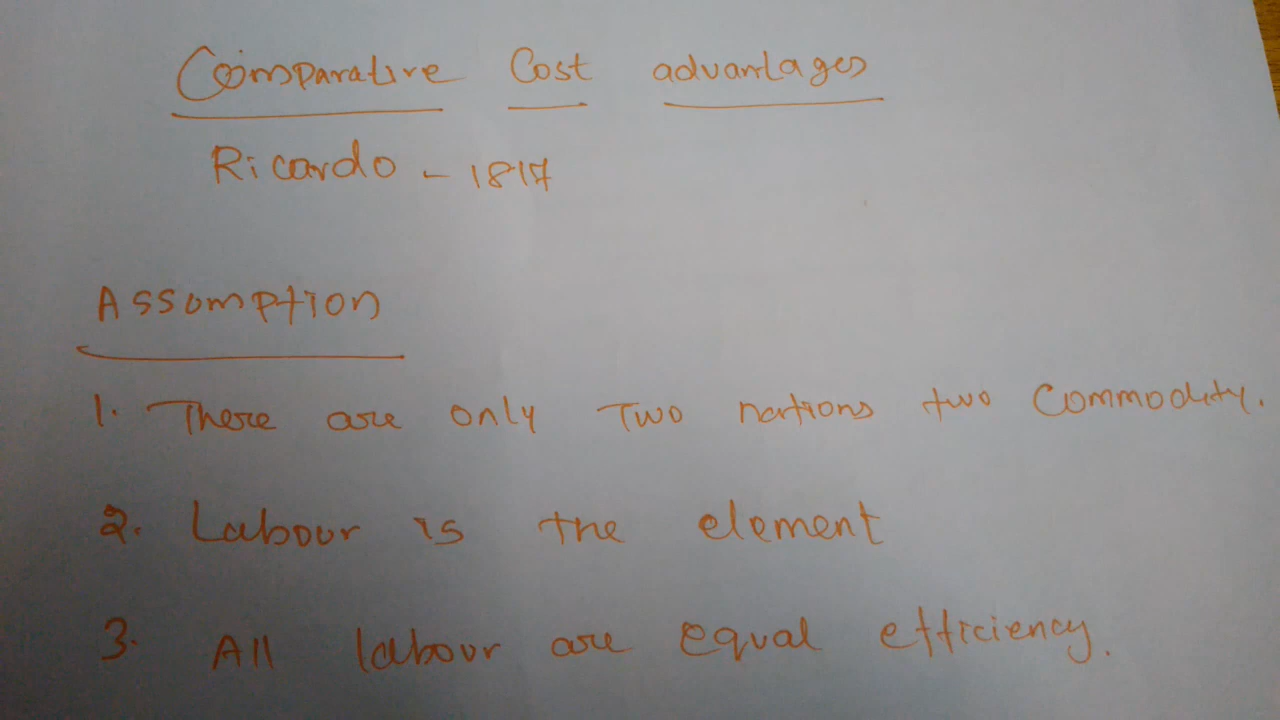 Comparative Cost advantages
Ricardo - 1817
Assomption
1. There are only Two nations two Commodity.
2. Labour is the element
3. All labour are equal efficiency.